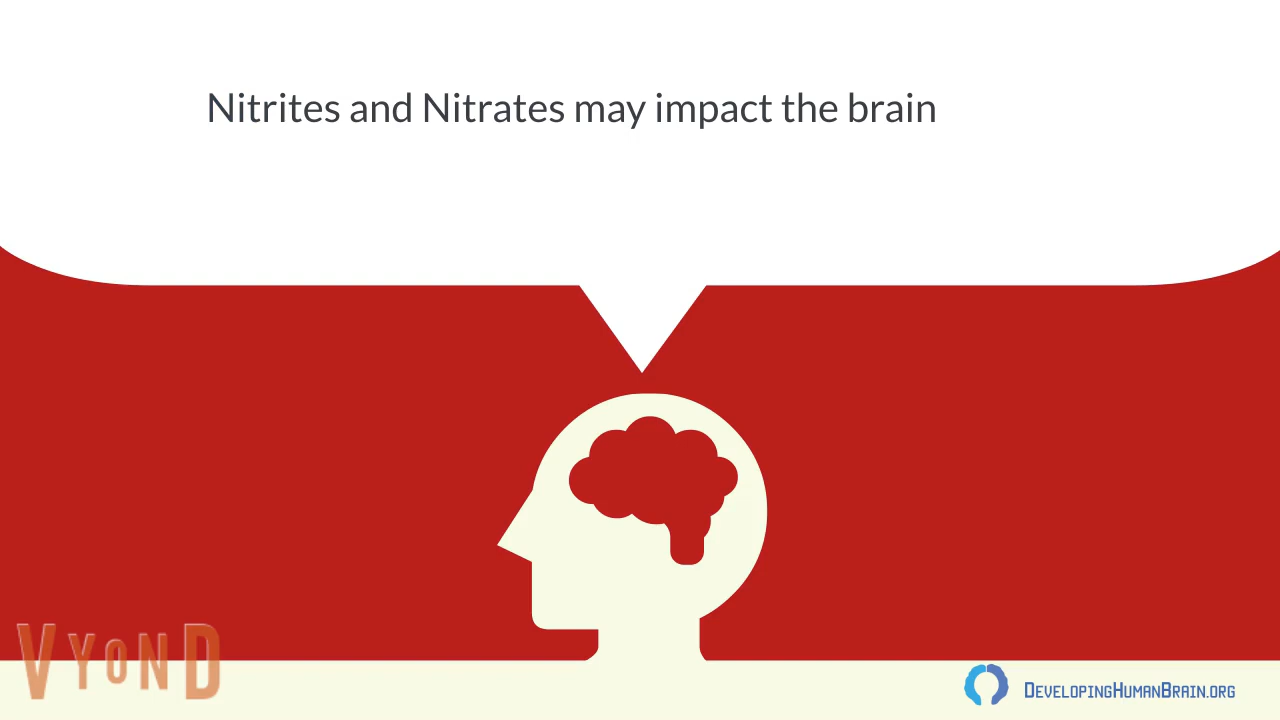 Nitrites and Nitrates may impact the brain
VYOND
DEVELOPINGHUMANBRAIN.ORG